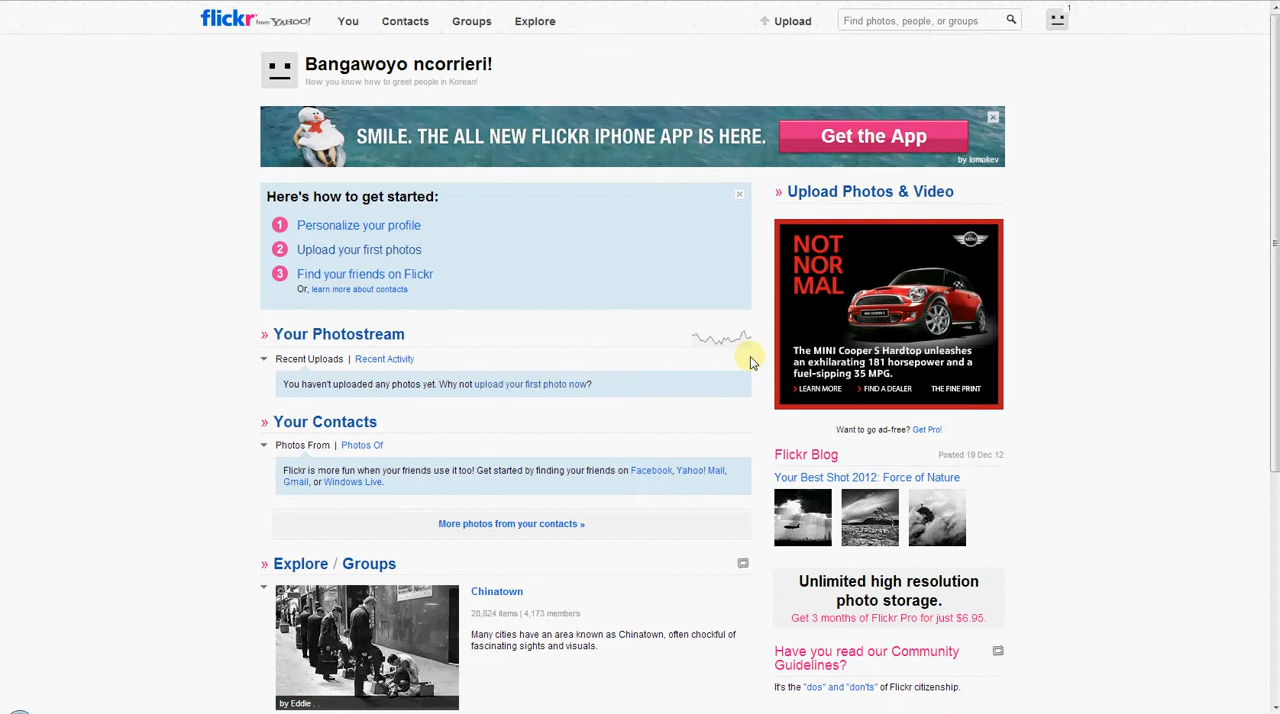 flickr from YAHOO! You Contacts Groups Explore Upload Find photos, people, or groups 1
Bangawoyo ncorrieri!
Now you know how to greet people in Korean!
SMILE. THE ALL NEW FLICKR IPHONE APP IS HERE. Get the App
by lomokev
Here's how to get started:
1 Personalize your profile
2 Upload your first photos
3 Find your friends on Flickr
Or, learn more about contacts
» Your Photostream
Recent Uploads | Recent Activity
You haven't uploaded any photos yet. Why not upload your first photo now?
» Your Contacts
Photos From | Photos Of
Flickr is more fun when your friends use it too! Get started by finding your friends on Facebook, Yahoo! Mail,
Gmail, or Windows Live.
More photos from your contacts »
» Explore / Groups
by Eddie . .
Chinatown
28,824 items | 4,173 members
Many cities have an area known as Chinatown, often chockful of
fascinating sights and visuals.
» Upload Photos & Video
MINI
NOT
NOR
MAL
The MINI Cooper S Hardtop unleashes
an exhilarating 181 horsepower and a
fuel-sipping 35 MPG.
LEARN MORE FIND A DEALER THE FINE PRINT
Want to go ad-free? Get Pro!
Flickr Blog Posted 19 Dec 12
Your Best Shot 2012: Force of Nature
Unlimited high resolution
photo storage.
Get 3 months of Flickr Pro for just $6.95.
Have you read our Community
Guidelines?
It's the "dos" and "don'ts" of Flickr citizenship.